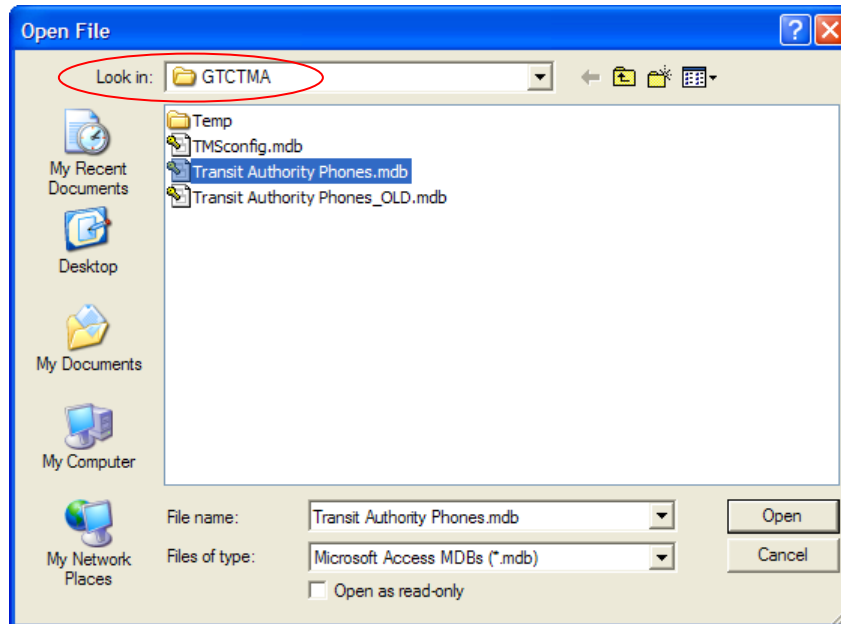 Open File
Look in: GTCTMA
Temp
TMSconfig.mdb
Transit Authority Phones.mdb
Transit Authority Phones_OLD.mdb
My Recent
Documents
Desktop
My Documents
My Computer
My Network
Places
File name: Transit Authority Phones.mdb Open
Files of type: Microsoft Access MDBs (*.mdb) Cancel
Open as read-only